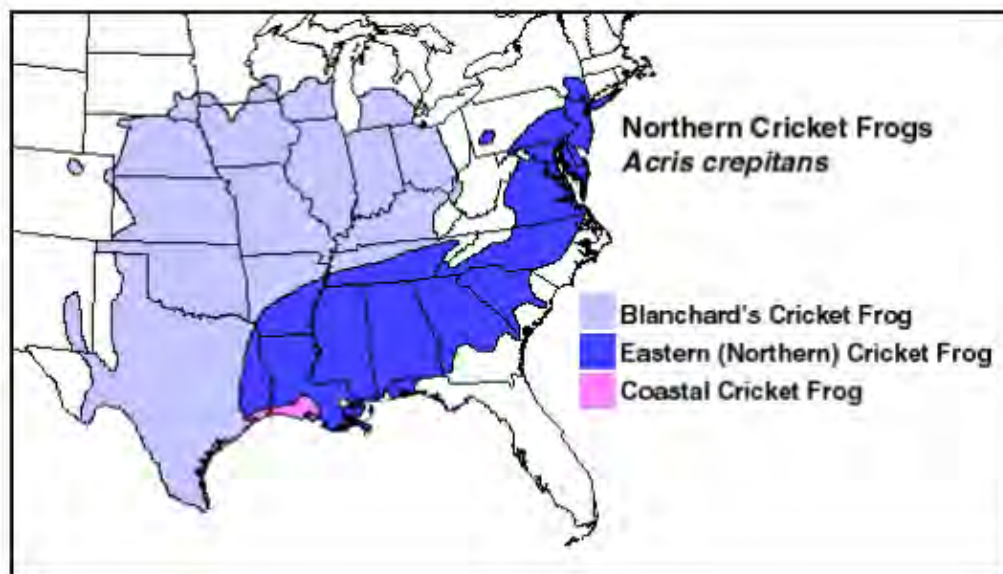 Northern Cricket Frogs
Acris crepitans
Blanchard's Cricket Frog
Eastern (Northern) Cricket Frog
Coastal Cricket Frog